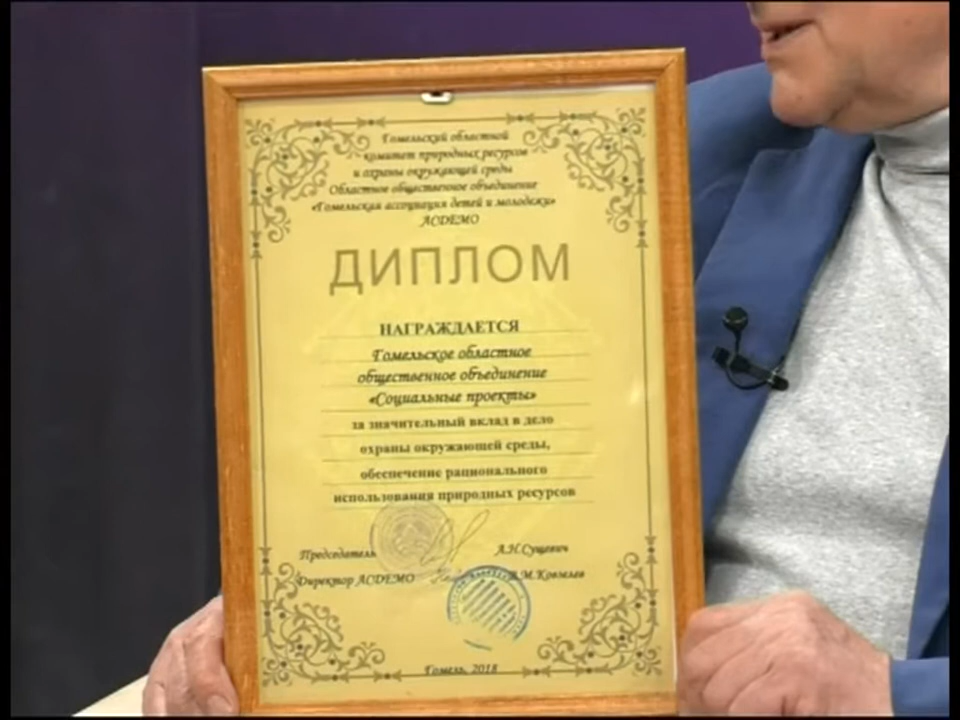 Гомельский областной
комитет природных ресурсов
и охраны окружающей среды
Областное общественное объединение
«Гомельская ассоциация детей и молодежи»
АСДЕМО
ДИПЛОМ
НАГРАЖДАЕТСЯ
Гомельское областное
общественное объединение
«Социальные проекты»
за значительный вклад в дело
охраны окружающей среды,
обеспечение рационального
использования природных ресурсов
Председатель А.Н.Сущевич
Директор АСДЕМО
Гомель, 2018